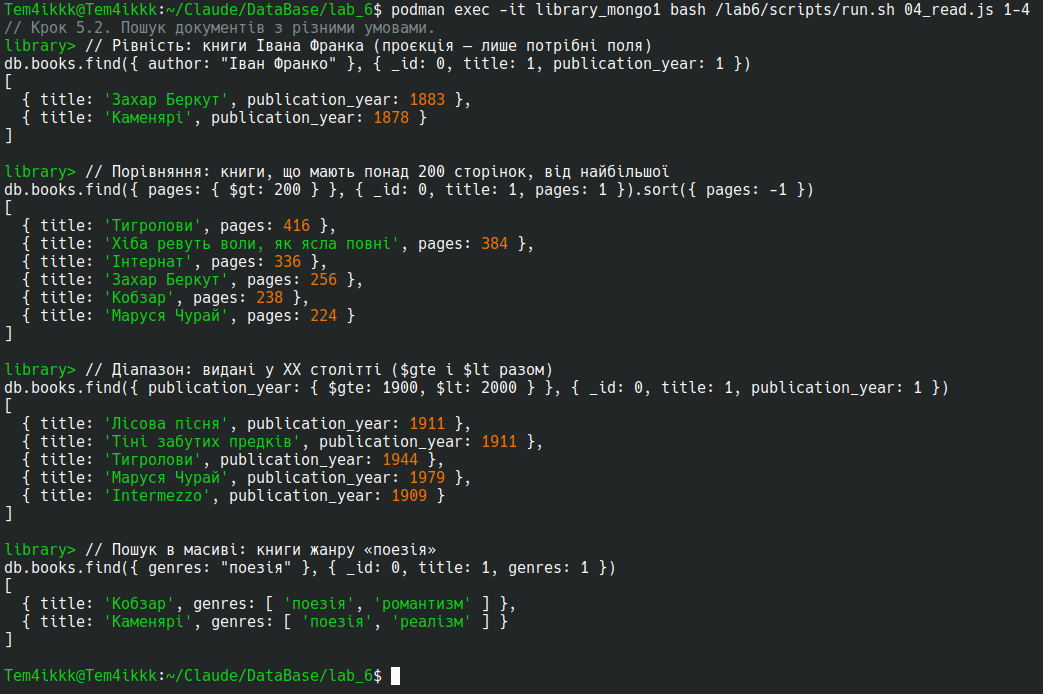 Tem4ikkk@Tem4ikkk:~/Claude/DataBase/lab_6$ podman exec -it library_mongo1 bash /lab6/scripts/run.sh 04_read.js 1-4
// Крок 5.2. Пошук документів з різними умовами.
library> // Рівність: книги Івана Франка (проєкція — лише потрібні поля)
db.books.find({ author: "Іван Франко" }, { _id: 0, title: 1, publication_year: 1 })
[
  { title: 'Захар Беркут', publication_year: 1883 },
  { title: 'Каменярі', publication_year: 1878 }
]

library> // Порівняння: книги, що мають понад 200 сторінок, від найбільшої
db.books.find({ pages: { $gt: 200 } }, { _id: 0, title: 1, pages: 1 }).sort({ pages: -1 })
[
  { title: 'Тигролови', pages: 416 },
  { title: 'Хіба ревуть воли, як ясла повні', pages: 384 },
  { title: 'Інтернат', pages: 336 },
  { title: 'Захар Беркут', pages: 256 },
  { title: 'Кобзар', pages: 238 },
  { title: 'Маруся Чурай', pages: 224 }
]

library> // Діапазон: видані у XX столітті ($gte і $lt разом)
db.books.find({ publication_year: { $gte: 1900, $lt: 2000 } }, { _id: 0, title: 1, publication_year: 1 })
[
  { title: 'Лісова пісня', publication_year: 1911 },
  { title: 'Тіні забутих предків', publication_year: 1911 },
  { title: 'Тигролови', publication_year: 1944 },
  { title: 'Маруся Чурай', publication_year: 1979 },
  { title: 'Intermezzo', publication_year: 1909 }
]

library> // Пошук в масиві: книги жанру «поезія»
db.books.find({ genres: "поезія" }, { _id: 0, title: 1, genres: 1 })
[
  { title: 'Кобзар', genres: [ 'поезія', 'романтизм' ] },
  { title: 'Каменярі', genres: [ 'поезія', 'реалізм' ] }
]

Tem4ikkk@Tem4ikkk:~/Claude/DataBase/lab_6$